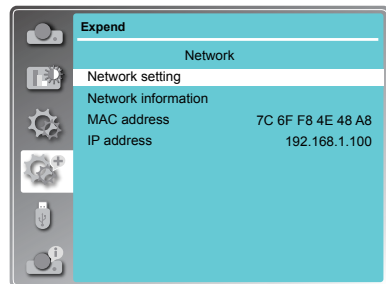 Expend
Network
Network setting
Network information
MAC address 7C 6F F8 4E 48 A8
IP address 192.168.1.100